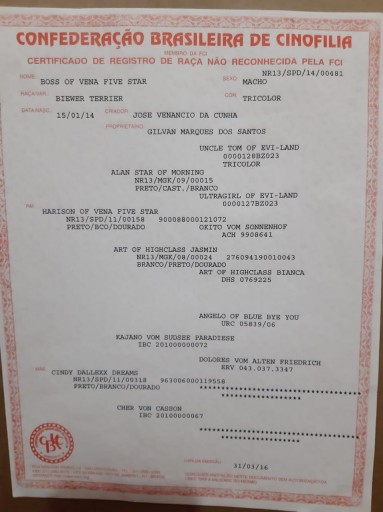 CONFEDERAÇÃO BRASILEIRA DE CINOFILIA
MEMBRO DA FCI
CERTIFICADO DE REGISTRO DE RAÇA NÃO RECONHECIDA PELA FCI
NR13/SPD/14/00481
NOME: BOSS OF VENA FIVE STAR SEXO: MACHO
RAÇA/VAR.: BIEWER TERRIER COR: TRICOLOR
15/01/14 CRIADOR: JOSE VENANCIO DA CUNHA
PROPRIETÁRIO: GILVAN MARQUES DOS SANTOS
UNCLE TOM OF EVI-LAND
0000128BZ023
TRICOLOR
ALAN STAR OF MORNING
NR13/MGK/09/00015
PRETO/CAST./BRANCO
ULTRAGIRL OF EVI-LAND
0000127BZ023
PAI:
HARISON OF VENA FIVE STAR
NR13/SPD/11/00158 900088000121072
PRETO/BCO/DOURADO
OKITO VOM SONNENHOF
ACH 9908641
ART OF HIGHCLASS JASMIN
NR13/MGK/08/00024 276094190010043
BRANCO/PRETO/DOURADO
ART OF HIGHCLASS BIANCA
DHS 0769225
ANGELO OF BLUE BYE YOU
URC 05839/06
KAJANO VOM SUDSEE PARADIESE
IBC 201000000072
DOLORES VOM ALTEN FRIEDRICH
ERV 043.037.3347
MÃE:
CINDY DALLEXX DREAMS
NR13/SPD/11/00318 963006000119558
PRETO/BRANCO/DOURADO
CHER VON CASSON
IBC 20100000067
31/03/16